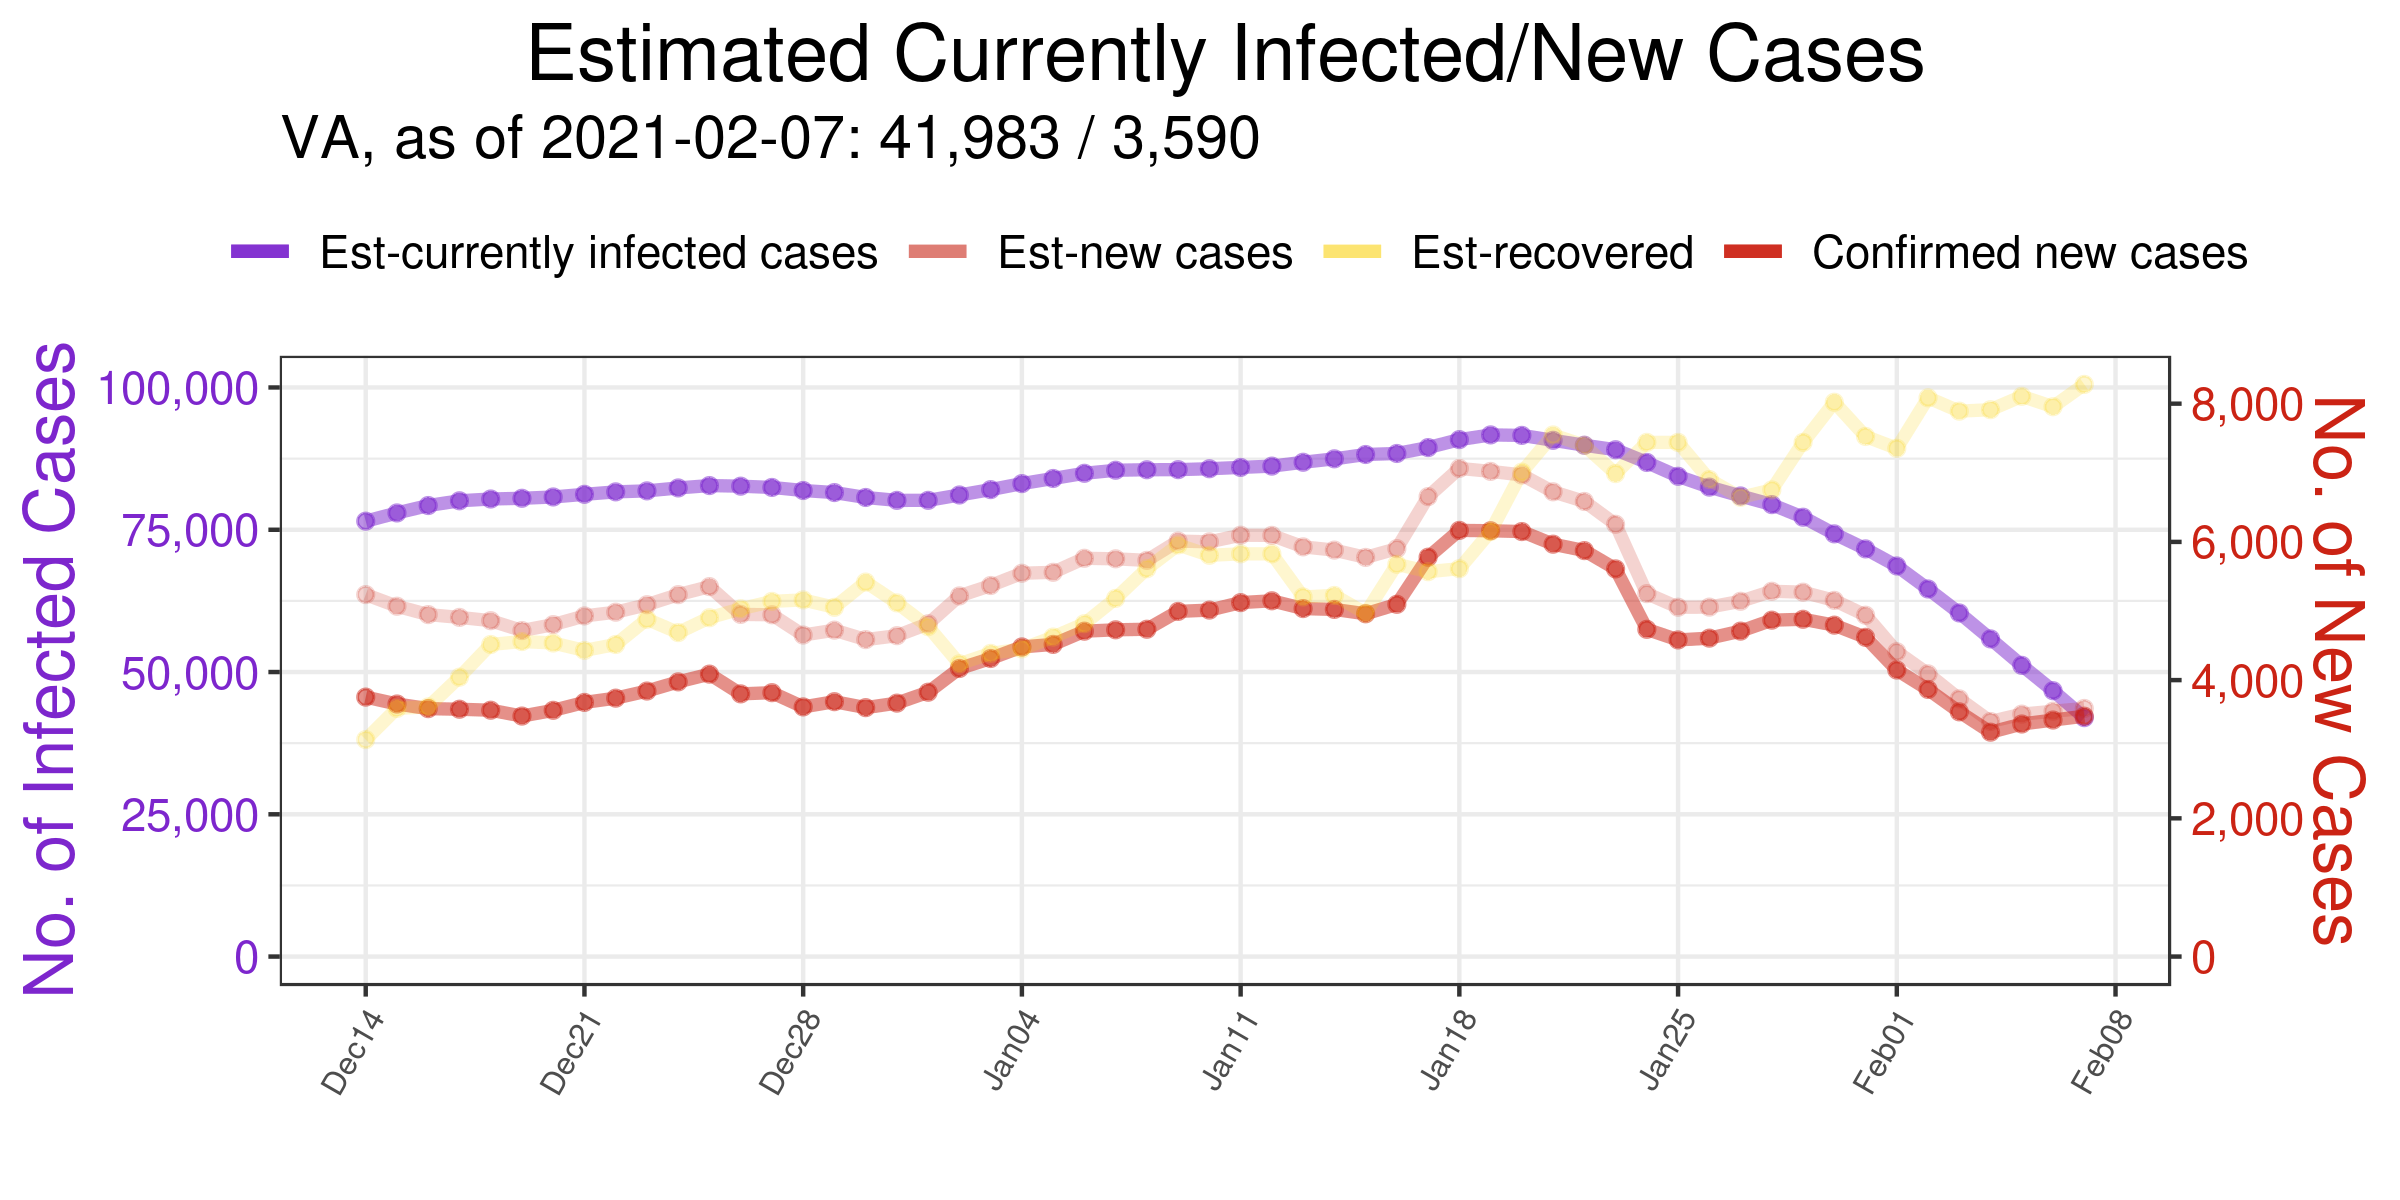 Estimated Currently Infected/New Cases
VA, as of 2021-02-07: 41,983 / 3,590
Est-currently infected cases Est-new cases Est-recovered Confirmed new cases
No. of Infected Cases
100,000
75,000
50,000
25,000
0
8,000
6,000
4,000
2,000
0
No. of New Cases
Dec14 Dec21 Dec28 Jan04 Jan11 Jan18 Jan25 Feb01 Feb08